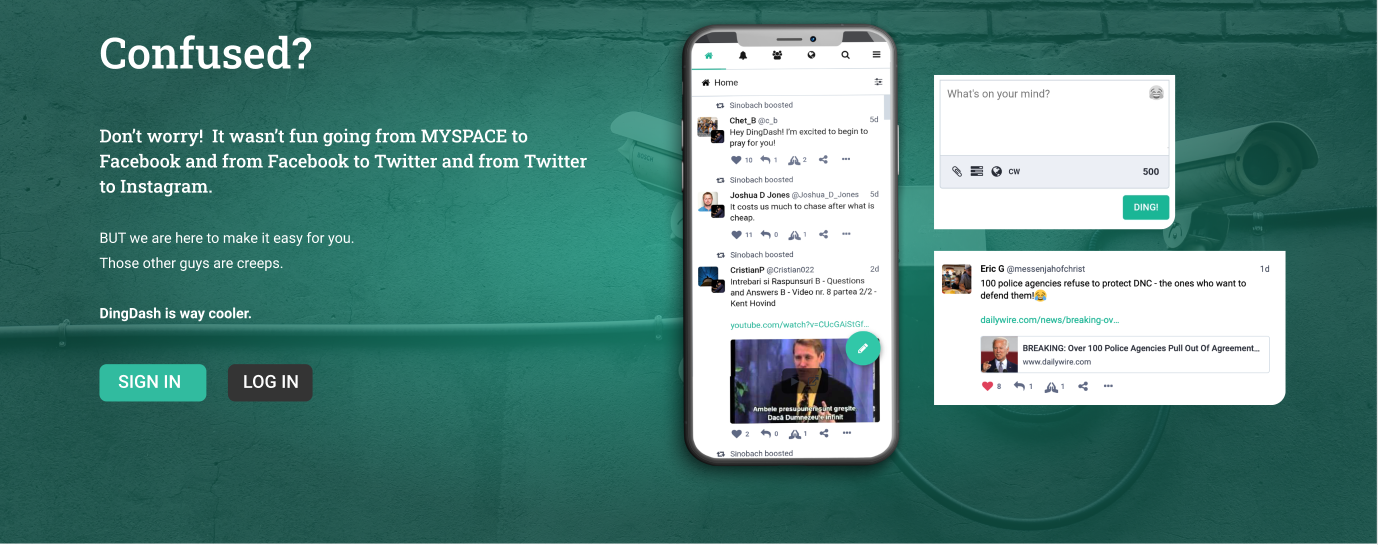 Confused?
Don't worry! It wasn't fun going from MYSPACE to
Facebook and from Facebook to Twitter and from Twitter
to Instagram.
BUT we are here to make it easy for you.
Those other guys are creeps.
DingDash is way cooler.
SIGN IN
LOG IN
Home
Sinobach boosted
Chet_B @c_b 5d
Hey DingDash! I'm excited to begin to
pray for you!
10 1 2
Sinobach boosted
Joshua D Jones @Joshua_D_Jones 5d
It costs us much to chase after what is
cheap.
11 0 1
Sinobach boosted
CristianP @Cristian022 2d
Intrebari si Raspunsuri B - Questions
and Answers B - Video nr. 8 partea 2/2 -
Kent Hovind
youtube.com/watch?v=CUcGAiStGf...
Ambele presupuneri sunt greșite
Dacă Dumnezeu e infinit
2 0 1
Sinobach boosted
What's on your mind?
CW
500
DING!
Eric G @messenjahofchrist 1d
100 police agencies refuse to protect DNC - the ones who want to
defend them!😂
dailywire.com/news/breaking-ov...
BREAKING: Over 100 Police Agencies Pull Out Of Agreement...
www.dailywire.com
8 1 1
BOSCH